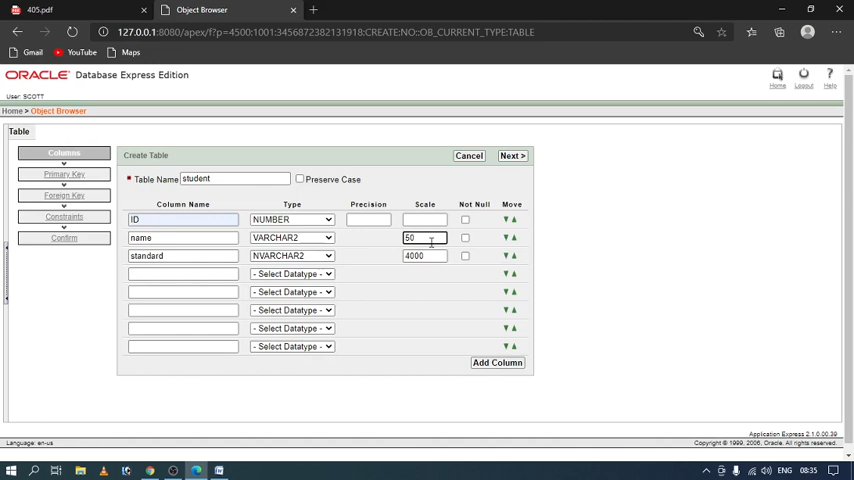 405.pdf
Object Browser
127.0.0.1:8080/apex/f?p=4500:1001:3456872382131918:CREATE:NO::OB_CURRENT_TYPE:TABLE
Gmail YouTube Maps
ORACLE Database Express Edition
User: SCOTT
Home Logout Help
Home > Object Browser
Table
Columns
Primary Key
Foreign Key
Constraints
Confirm
Create Table Cancel Next >
* Table Name student Preserve Case
Column Name Type Precision Scale Not Null Move
ID NUMBER
name VARCHAR2 50
standard NVARCHAR2 4000
- Select Datatype -
- Select Datatype -
- Select Datatype -
- Select Datatype -
- Select Datatype -
Add Column
Application Express 2.1.0.00.39
Language: en-us Copyright © 1999, 2006, Oracle. All rights reserved.
ENG 08:35